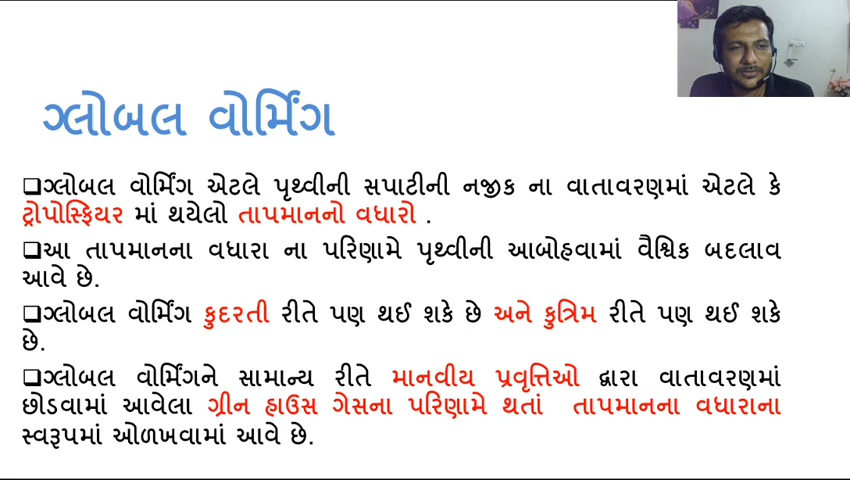 ગ્લોબલ વોર્મિંગ
❑ગ્લોબલ વોર્મિંગ એટલે પૃથ્વીની સપાટીની નજીક ના વાતાવરણમાં એટલે કે
ટ્રોપોસ્ફિયર માં થયેલો તાપમાનનો વધારો .
❑આ તાપમાનના વધારા ના પરિણામે પૃથ્વીની આબોહવામાં વૈશ્વિક બદલાવ
આવે છે.
❑ગ્લોબલ વોર્મિંગ કુદરતી રીતે પણ થઈ શકે છે અને કુત્રિમ રીતે પણ થઈ શકે
છે.
❑ગ્લોબલ વોર્મિંગને સામાન્ય રીતે માનવીય પ્રવૃત્તિઓ દ્વારા વાતાવરણમાં
છોડવામાં આવેલા ગ્રીન હાઉસ ગેસના પરિણામે થતાં તાપમાનના વધારાના
સ્વરૂપમાં ઓળખવામાં આવે છે.